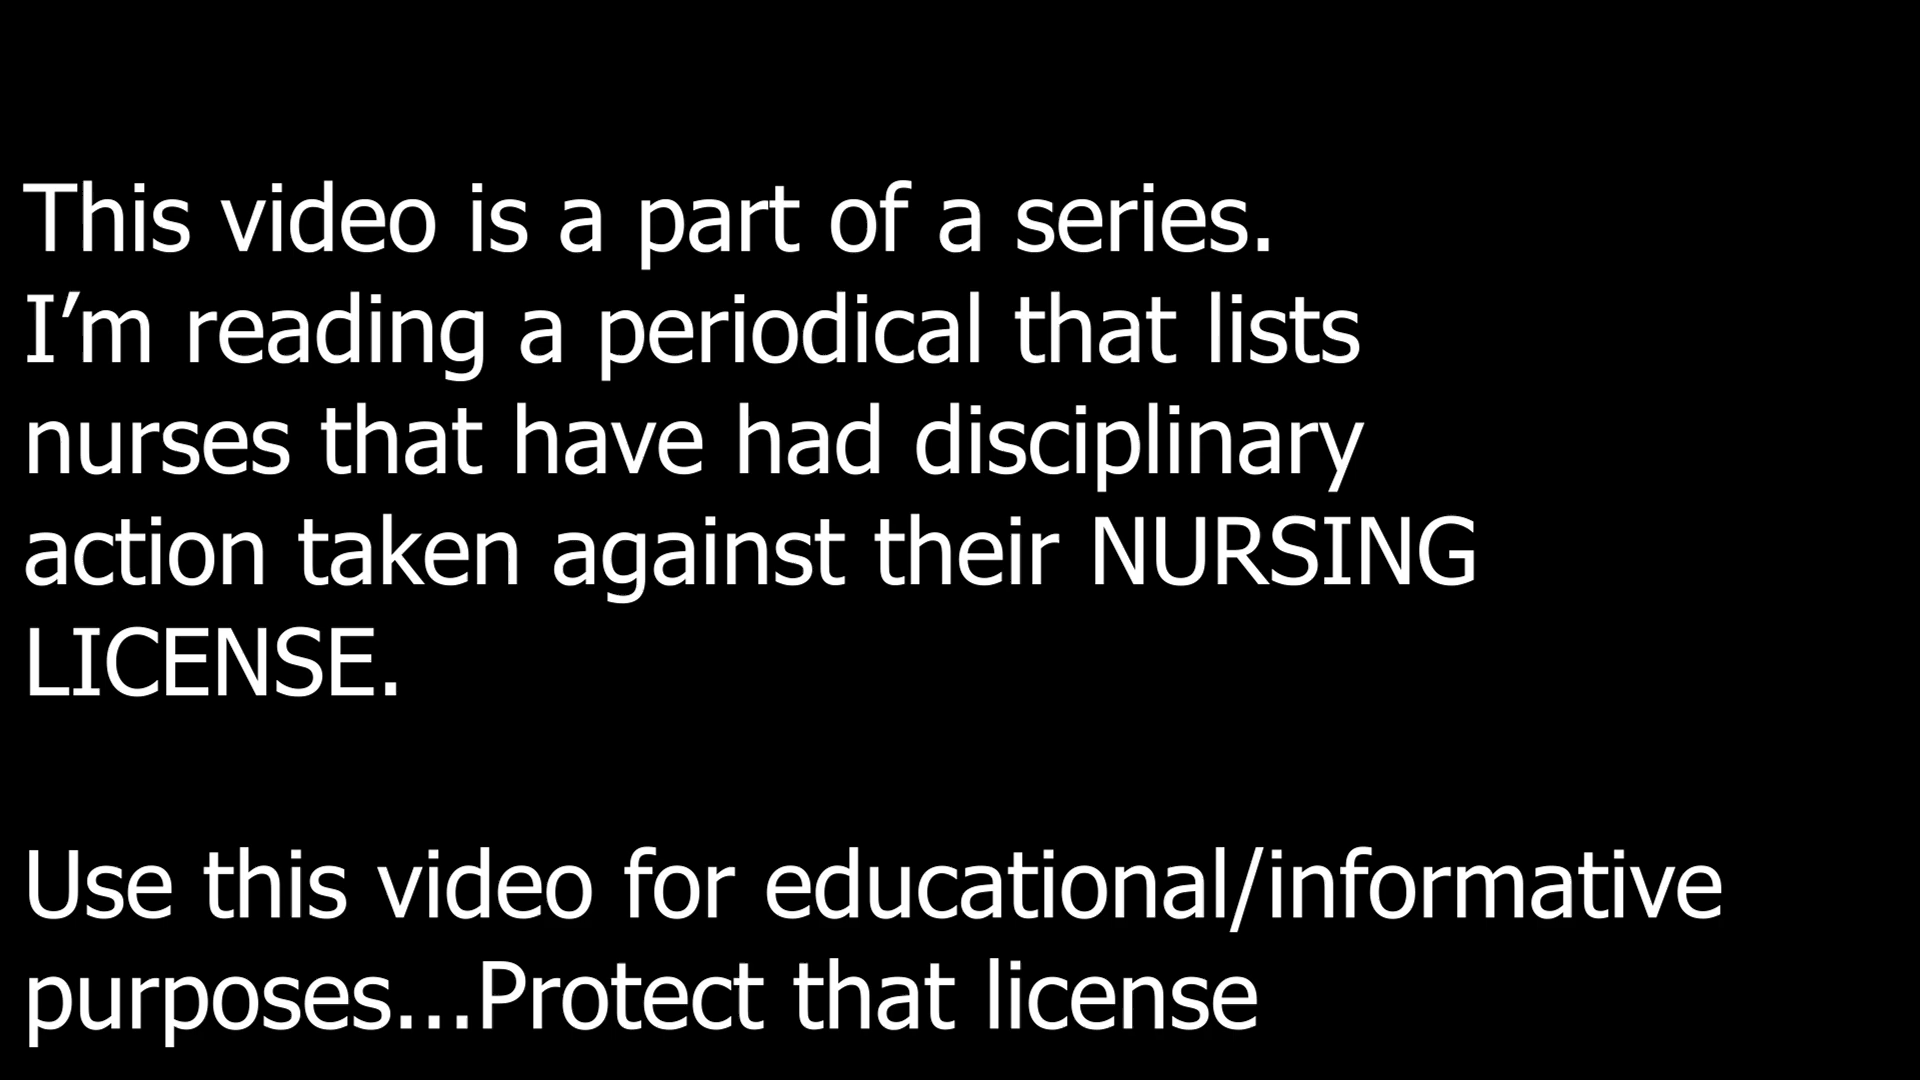 This video is a part of a series.
I’m reading a periodical that lists
nurses that have had disciplinary
action taken against their NURSING
LICENSE.
Use this video for educational/informative
purposes...Protect that license